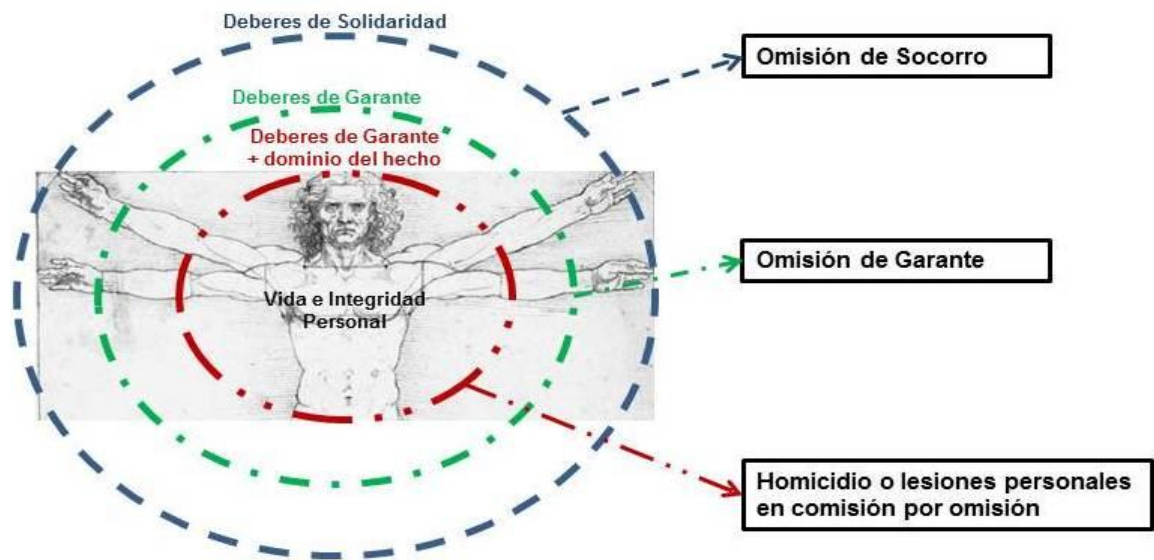 Deberes de Solidaridad
Omisión de Socorro
Deberes de Garante
Deberes de Garante
+ dominio del hecho
Omisión de Garante
Vida e Integridad
Personal
Homicidio o lesiones personales
en comisión por omisión